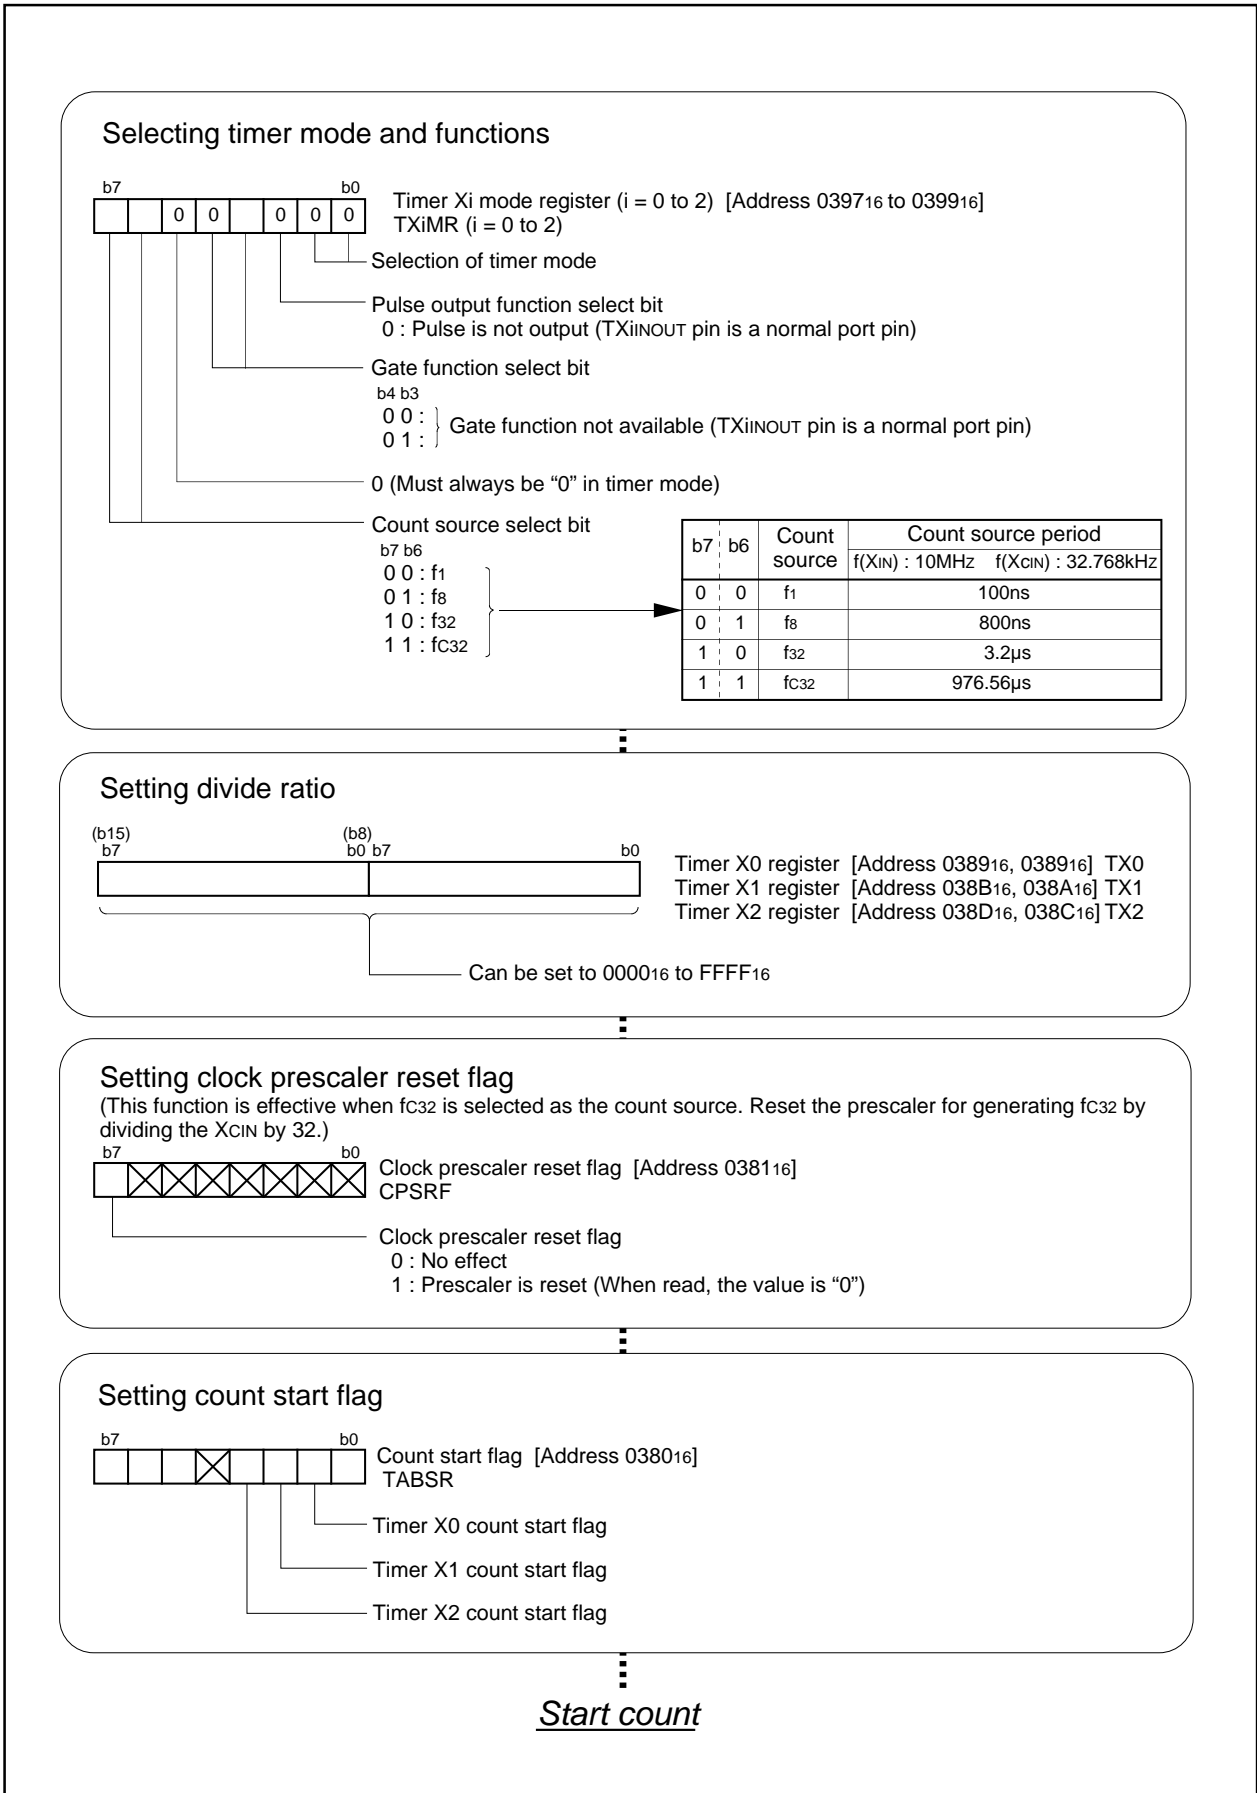 Selecting timer mode and functions
b7 b0
0 0 0 0 0
Timer Xi mode register (i = 0 to 2) [Address 039716 to 039916]
TXiMR (i = 0 to 2)
Selection of timer mode
Pulse output function select bit
0 : Pulse is not output (TXiINOUT pin is a normal port pin)
Gate function select bit
b4 b3
0 0 :
0 1 :
Gate function not available (TXiINOUT pin is a normal port pin)
0 (Must always be “0” in timer mode)
Count source select bit
b7 b6
0 0 : f1
0 1 : f8
1 0 : f32
1 1 : fC32
b7 b6 Count source Count source period
f(XIN) : 10MHz f(XcIN) : 32.768kHz
0 0 f1 100ns
0 1 f8 800ns
1 0 f32 3.2µs
1 1 fC32 976.56µs
Setting divide ratio
(b15) (b8)
b7 b0 b7 b0
Timer X0 register [Address 038916, 038916] TX0
Timer X1 register [Address 038B16, 038A16] TX1
Timer X2 register [Address 038D16, 038C16] TX2
Can be set to 000016 to FFFF16
Setting clock prescaler reset flag
(This function is effective when fC32 is selected as the count source. Reset the prescaler for generating fC32 by
dividing the XCIN by 32.)
b7 b0
Clock prescaler reset flag [Address 038116]
CPSRF
Clock prescaler reset flag
0 : No effect
1 : Prescaler is reset (When read, the value is “0”)
Setting count start flag
b7 b0
Count start flag [Address 038016]
TABSR
Timer X0 count start flag
Timer X1 count start flag
Timer X2 count start flag
Start count